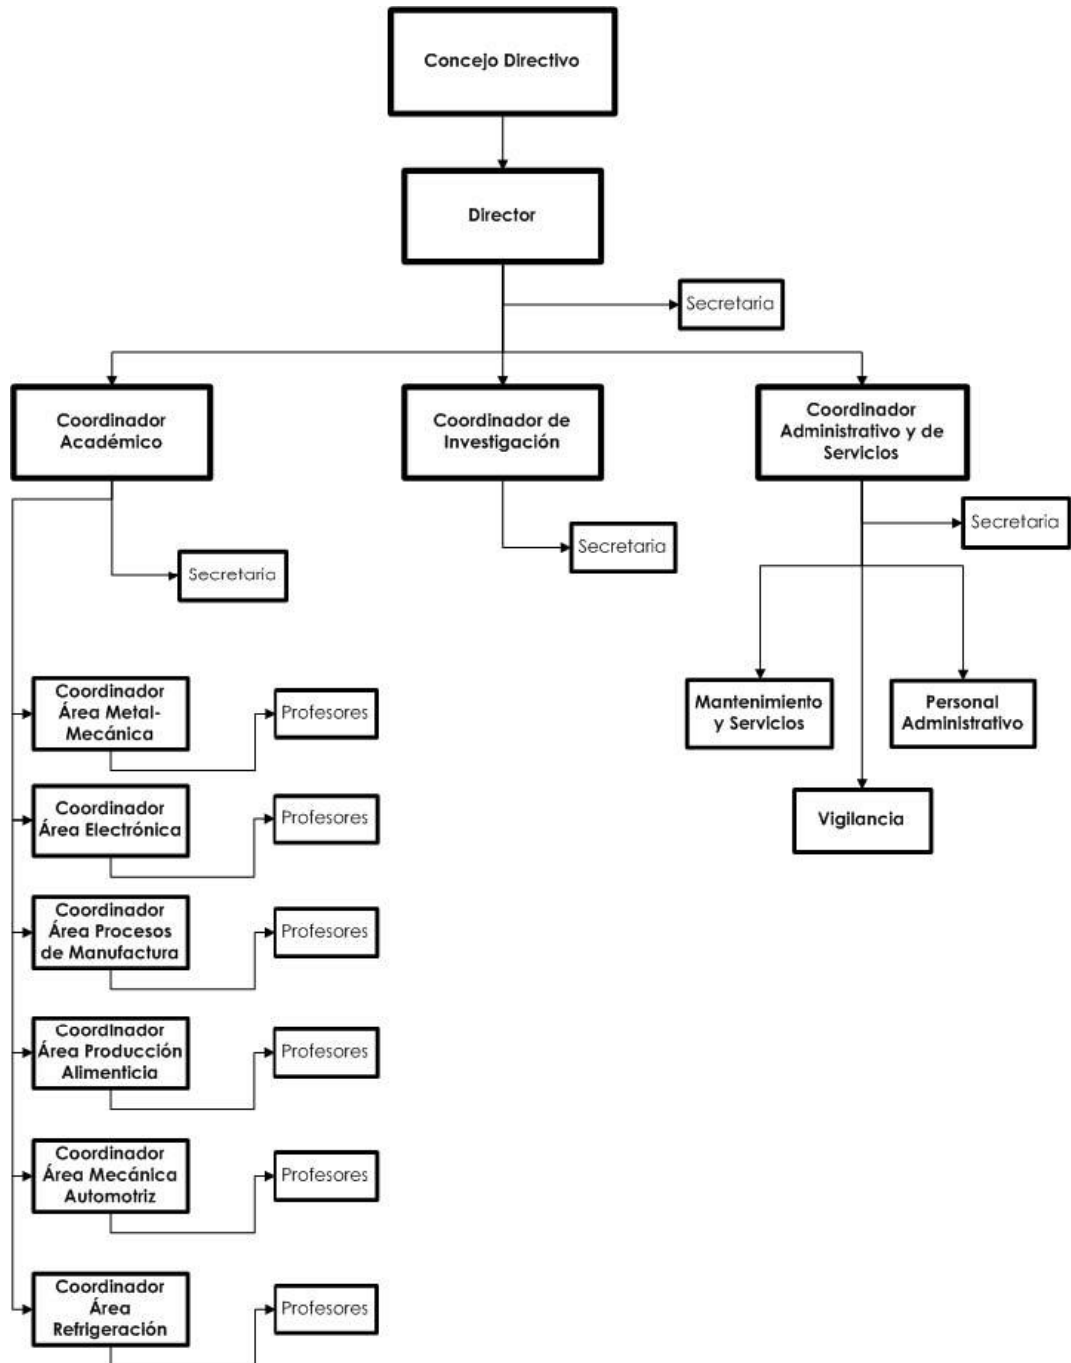 Concejo Directivo
Director
Secretaria
Coordinador
Académico
Coordinador de
Investigación
Coordinador
Administrativo y de
Servicios
Secretaria
Secretaria
Secretaria
Coordinador
Área Metal-
Mecánica
Profesores
Mantenimiento
y Servicios
Personal
Administrativo
Coordinador
Área Electrónica
Profesores
Vigilancia
Coordinador
Área Procesos
de Manufactura
Profesores
Coordinador
Área Producción
Alimenticia
Profesores
Coordinador
Área Mecánica
Automotriz
Profesores
Coordinador
Área
Refrigeración
Profesores